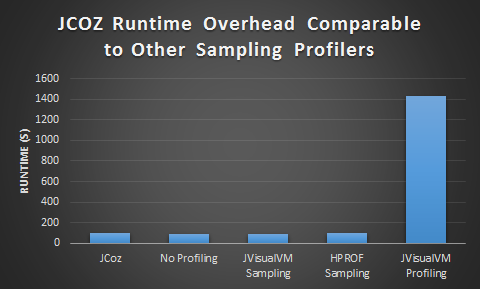 JCOZ Runtime Overhead Comparable
to Other Sampling Profilers
RUNTIME (S)
1600
1400
1200
1000
800
600
400
200
0
JCoz
No Profiling
JVisualVM
Sampling
HPROF
Sampling
JVisualVM
Profiling